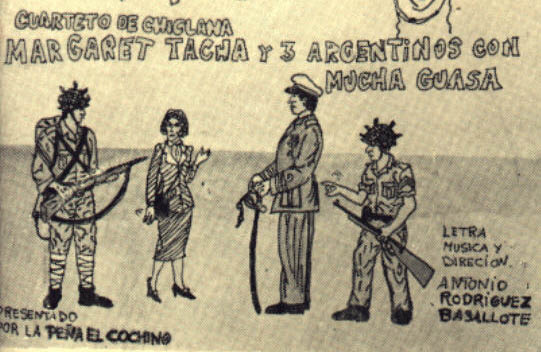 CUARTETO DE CHICLANA
MARGARET TACHA Y 3 ARGENTINOS CON
MUCHA GUASA
LETRA
MUSICA Y
DIRECION
ANTONIO
RODRIGUEZ
BASALLOTE
PRESENTADO
POR LA PEÑA EL COCHINO